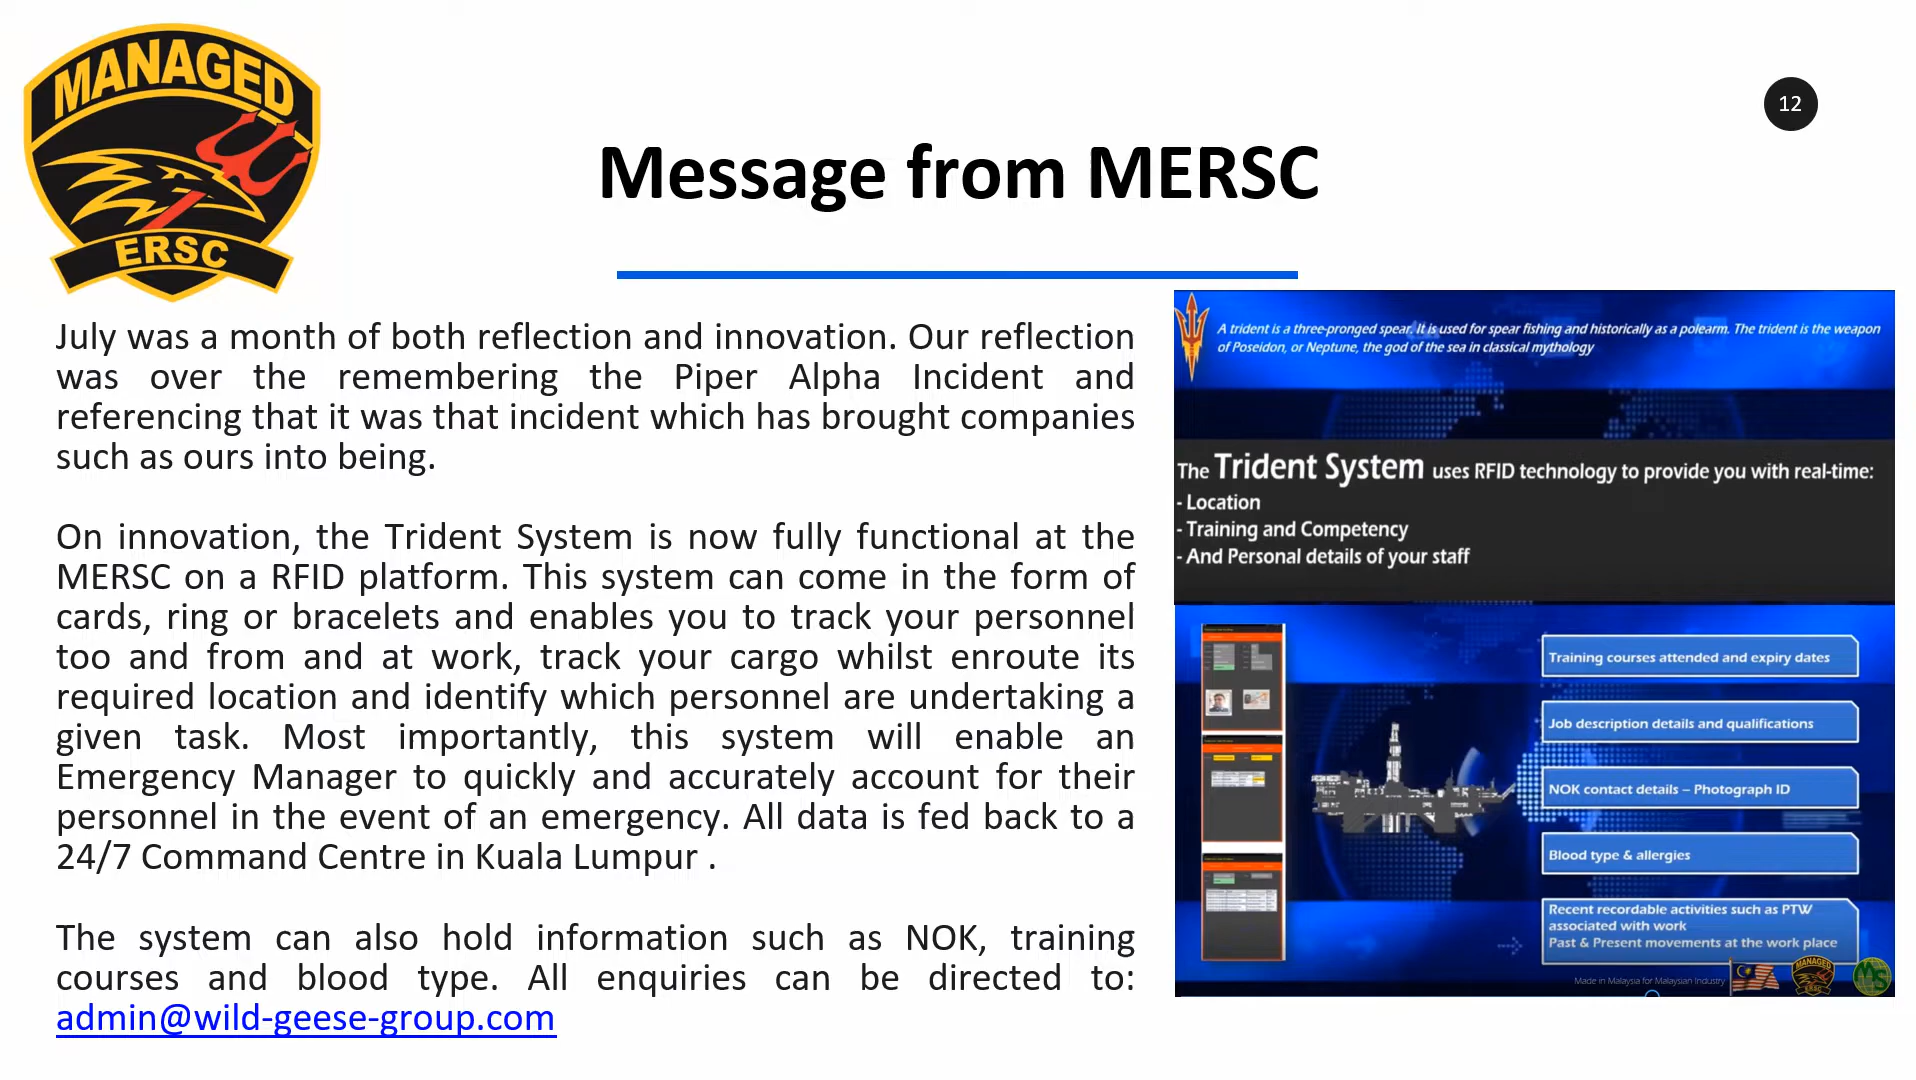 MANAGED
ERSC
12
Message from MERSC
July was a month of both reflection and innovation. Our reflection
was over the remembering the Piper Alpha Incident and
referencing that it was that incident which has brought companies
such as ours into being.
On innovation, the Trident System is now fully functional at the
MERSC on a RFID platform. This system can come in the form of
cards, ring or bracelets and enables you to track your personnel
too and from and at work, track your cargo whilst enroute its
required location and identify which personnel are undertaking a
given task. Most importantly, this system will enable an
Emergency Manager to quickly and accurately account for their
personnel in the event of an emergency. All data is fed back to a
24/7 Command Centre in Kuala Lumpur .
The system can also hold information such as NOK, training
courses and blood type. All enquiries can be directed to:
admin@wild-geese-group.com
A trident is a three-pronged spear. It is used for spear fishing and historically as a polearm. The trident is the weapon
of Poseidon, or Neptune, the god of the sea in classical mythology
The Trident System uses RFID technology to provide you with real-time:
- Location
- Training and Competency
- And Personal details of your staff
Training courses attended and expiry dates
Job description details and qualifications
NOK contact details – Photograph ID
Blood type & allergies
Recent recordable activities such as PTW
associated with work
Past & Present movements at the work place
Made in Malaysia for Malaysian Industry
MANAGED
ERSC
MS